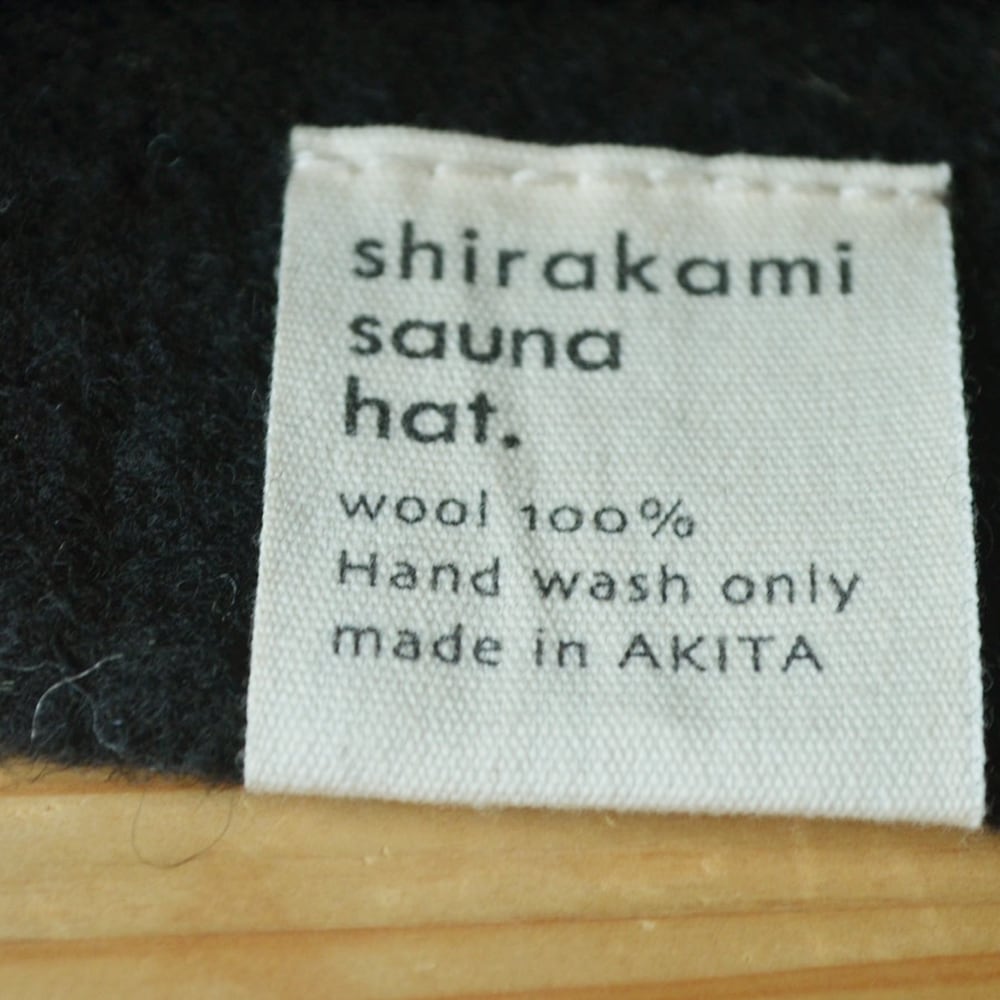 shirakami
sauna
hat.
wool 100%
Hand wash only
made in AKITA